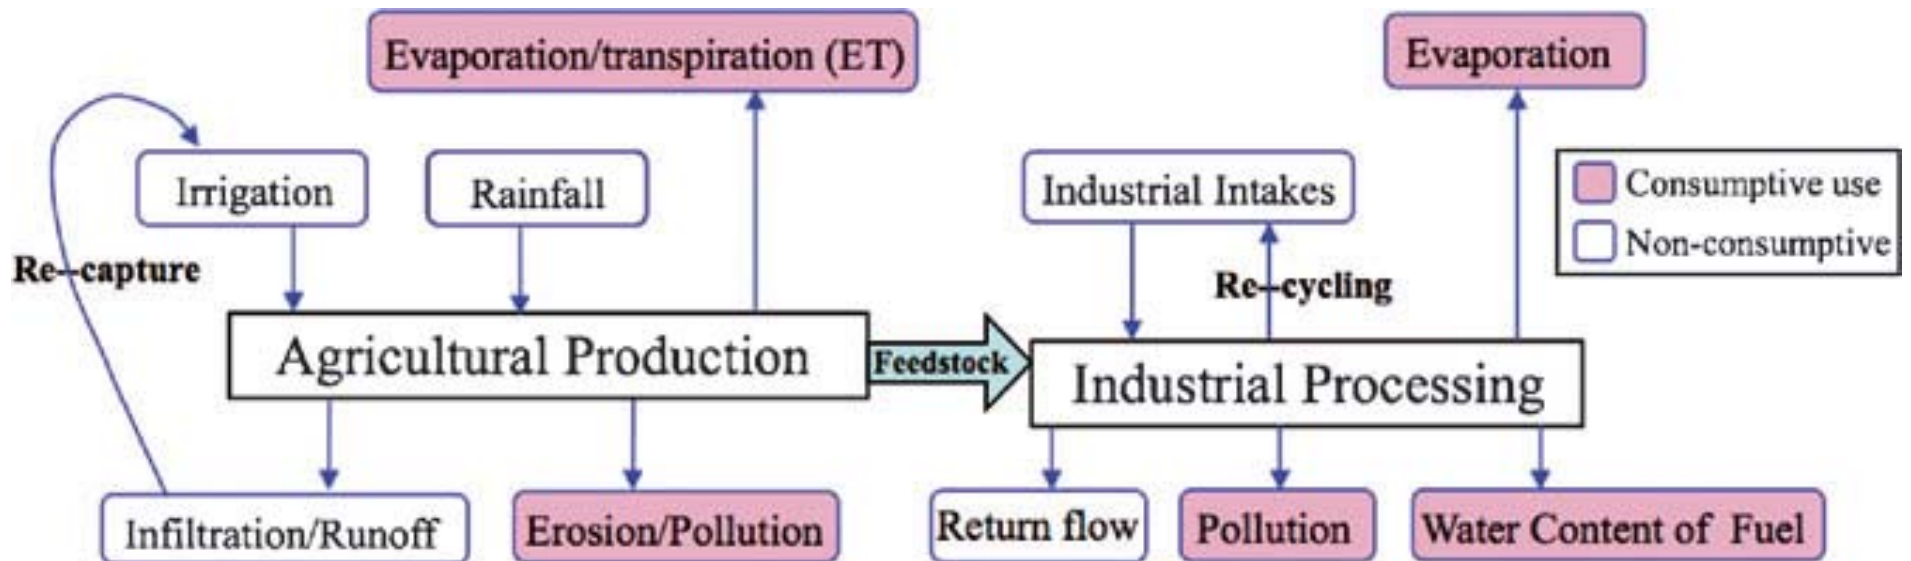 Evaporation/transpiration (ET)
Evaporation
Irrigation
Rainfall
Industrial Intakes
Consumptive use
Non-consumptive
Re--capture
Re--cycling
Agricultural Production
Feedstock
Industrial Processing
Infiltration/Runoff
Erosion/Pollution
Return flow
Pollution
Water Content of Fuel